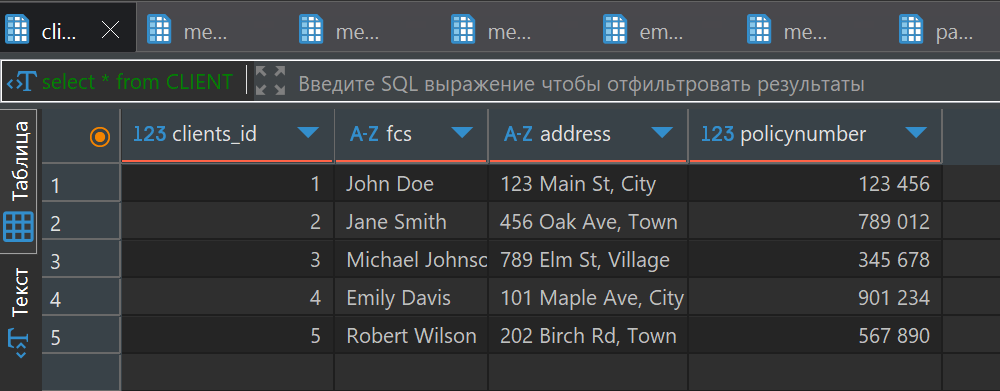 cli... me... me... me... em... me... pa...
select * from CLIENT Введите SQL выражение чтобы отфильтровать результаты
Таблица
Текст
123 clients_id A-Z fcs A-Z address 123 policynumber
1 1 John Doe 123 Main St, City 123 456
2 2 Jane Smith 456 Oak Ave, Town 789 012
3 3 Michael Johnso 789 Elm St, Village 345 678
4 4 Emily Davis 101 Maple Ave, City 901 234
5 5 Robert Wilson 202 Birch Rd, Town 567 890